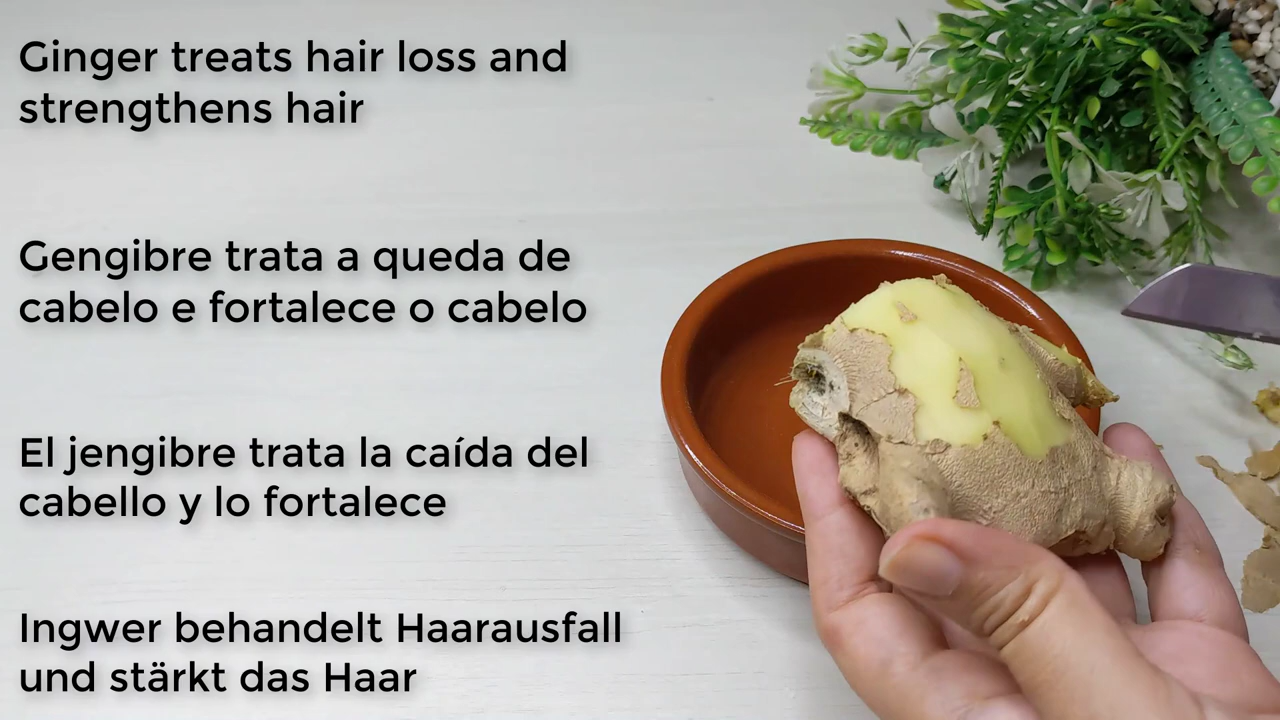 Ginger treats hair loss and
strengthens hair
Gengibre trata a queda de
cabelo e fortalece o cabelo
El jengibre trata la caída del
cabello y lo fortalece
Ingwer behandelt Haarausfall
und stärkt das Haar